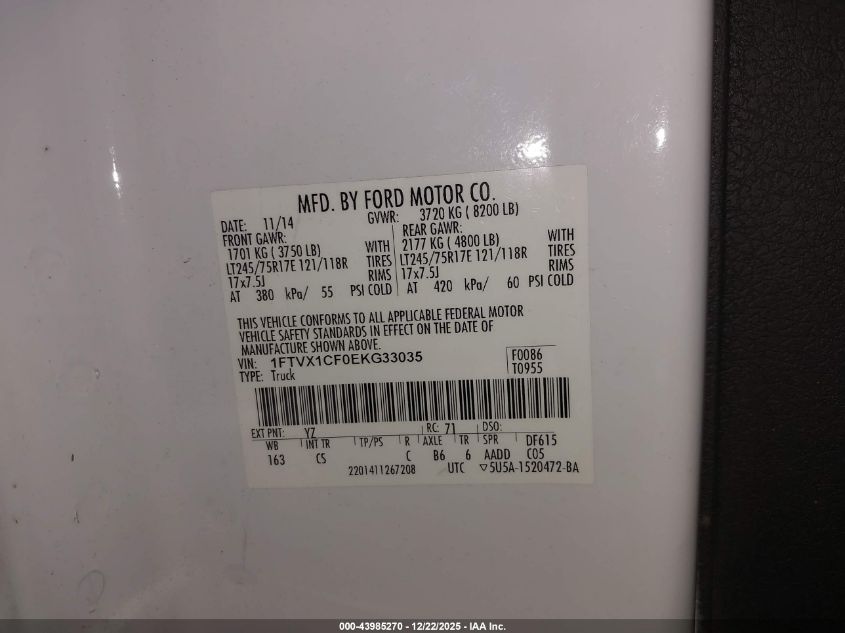 MFD. BY FORD MOTOR CO.
DATE: 11/14 GVWR: 3720 KG ( 8200 LB)
FRONT GAWR: REAR GAWR:
1701 KG ( 3750 LB) WITH 2177 KG ( 4800 LB) WITH
LT245/75R17E 121/118R TIRES LT245/75R17E 121/118R TIRES
17x7.5J RIMS 17x7.5J RIMS
AT 380 kPa/ 55 PSI COLD AT 420 kPa/ 60 PSI COLD
THIS VEHICLE CONFORMS TO ALL APPLICABLE FEDERAL MOTOR
VEHICLE SAFETY STANDARDS IN EFFECT ON THE DATE OF
MANUFACTURE SHOWN ABOVE.
VIN: 1FTVX1CF0EKG33035 F0086
TYPE: Truck T0955
EXT PNT: YZ RC: 71 DSO:
WB INT TR TP/PS R AXLE TR SPR DF615
163 CS C B6 6 AADD C05
2201411267208 UTC ▽5U5A-1520472-BA
000-43985270 - 12/22/2025 - IAA Inc.